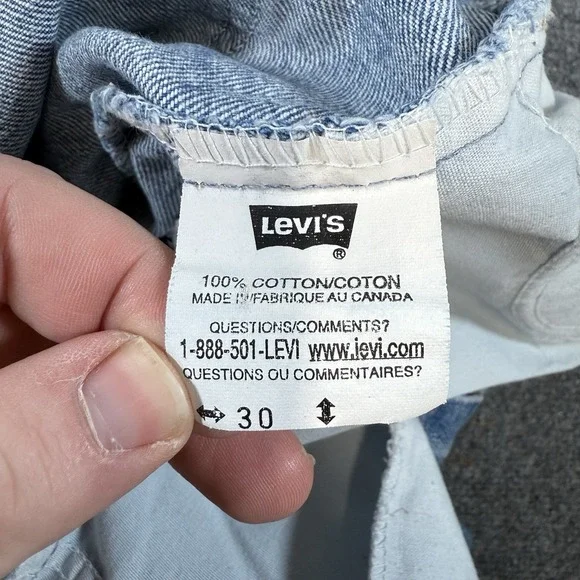 LEVI'S
®
100% COTTON/COTON
MADE IN/FABRIQUE AU CANADA
QUESTIONS/COMMENTS?
1-888-501-LEVI www.levi.com
QUESTIONS OU COMMENTAIRES?
30